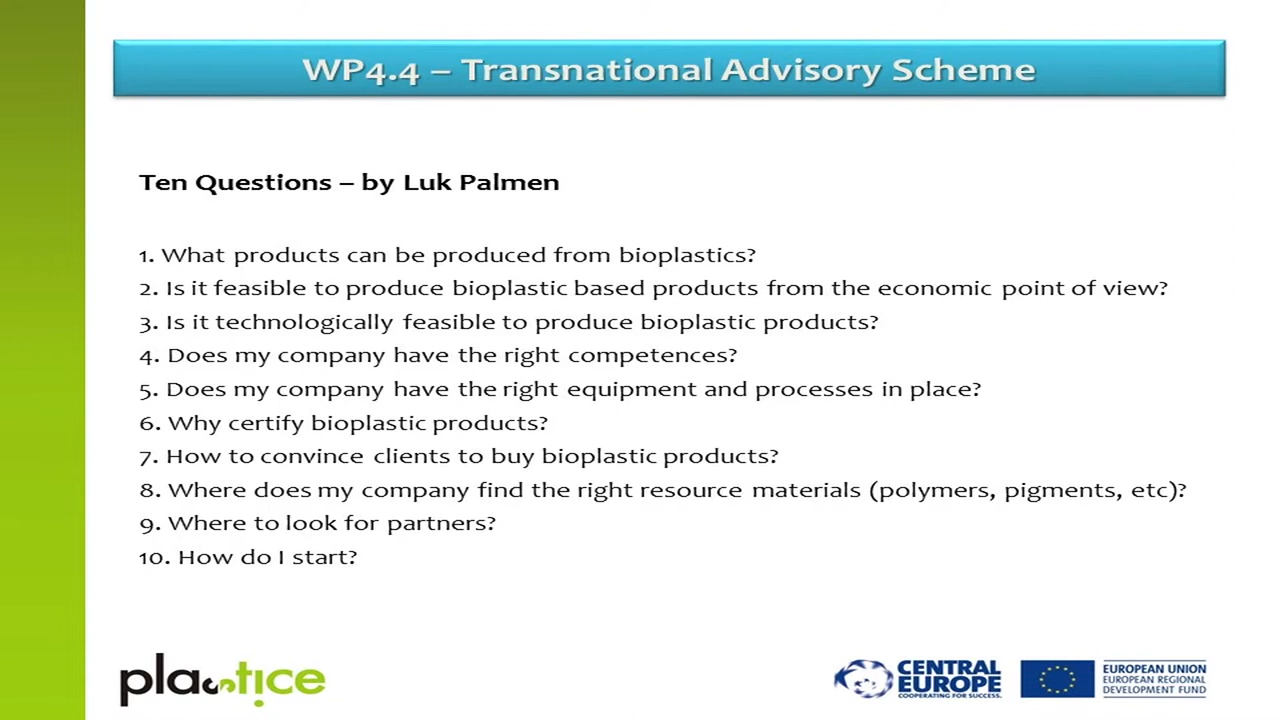 WP4.4 – Transnational Advisory Scheme
Ten Questions – by Luk Palmen
1. What products can be produced from bioplastics?
2. Is it feasible to produce bioplastic based products from the economic point of view?
3. Is it technologically feasible to produce bioplastic products?
4. Does my company have the right competences?
5. Does my company have the right equipment and processes in place?
6. Why certify bioplastic products?
7. How to convince clients to buy bioplastic products?
8. Where does my company find the right resource materials (polymers, pigments, etc)?
9. Where to look for partners?
10. How do I start?
plastice
CENTRAL
EUROPE
COOPERATING FOR SUCCESS.
EUROPEAN UNION
EUROPEAN REGIONAL
DEVELOPMENT FUND